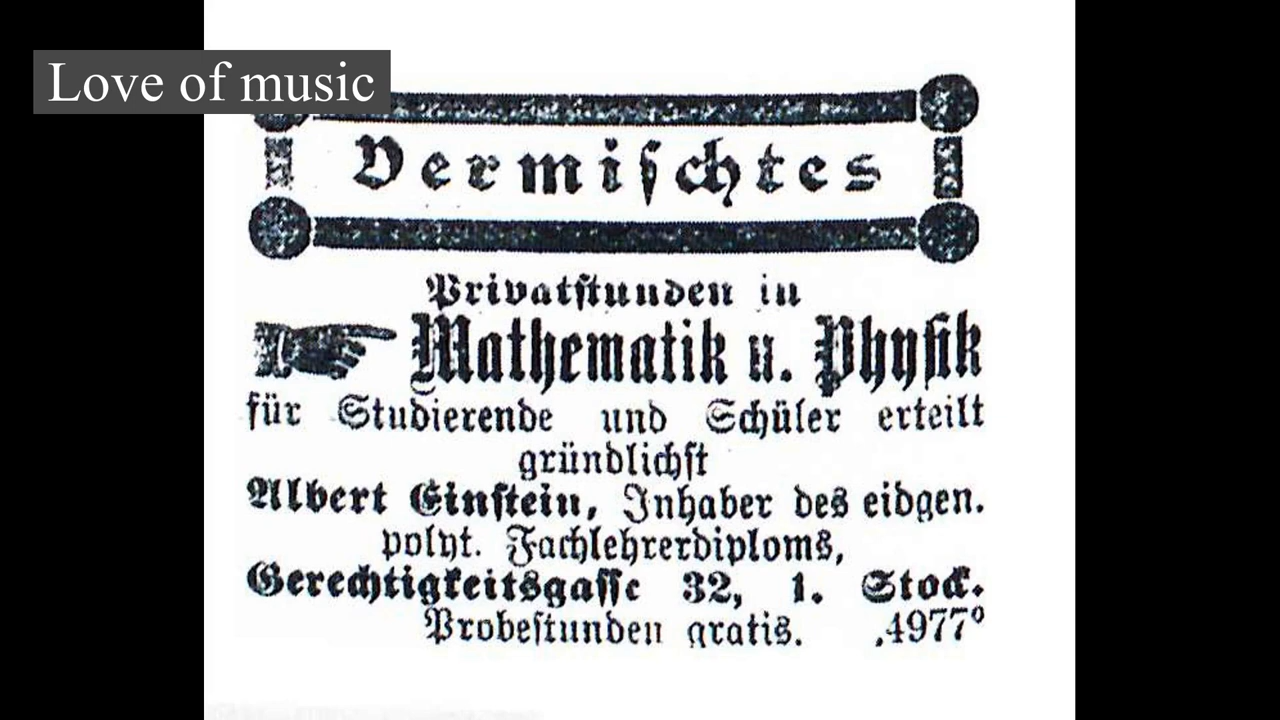 Love of music
Vermischtes
Privatstunden in
Mathematik u. Physik
für Studierende und Schüler erteilt
gründlichst
Albert Einstein, Inhaber des eidgen.
polyt. Fachlehrerdiploms,
Gerechtigkeitsgasse 32, 1. Stock.
Probestunden gratis. ,4977º